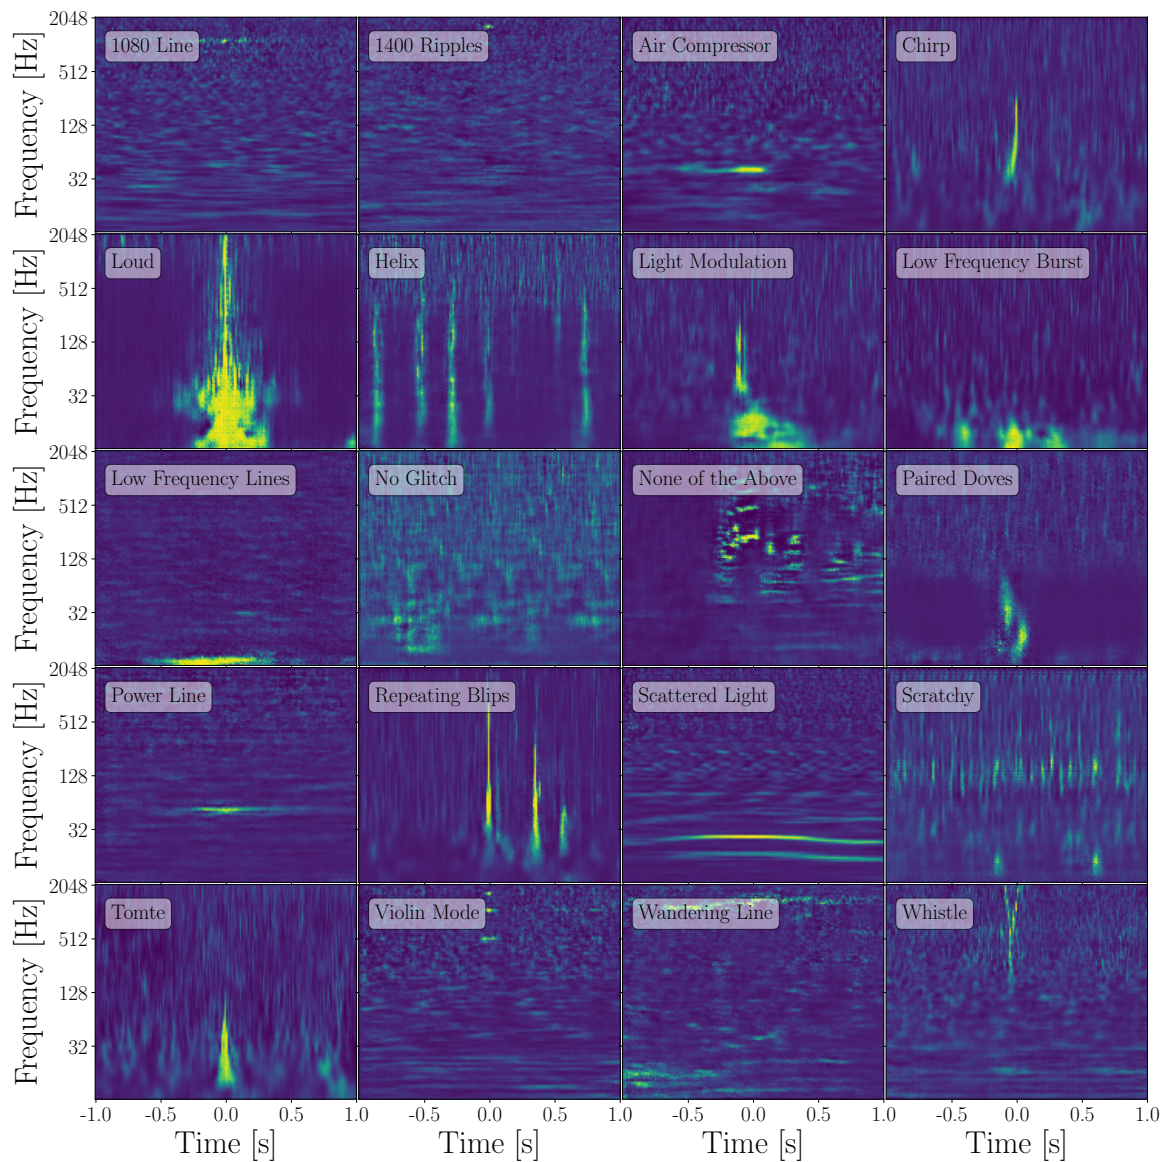 2048
512
128
32
Frequency [Hz]
1080 Line
1400 Ripples
Air Compressor
Chirp
2048
512
128
32
Frequency [Hz]
Loud
Helix
Light Modulation
Low Frequency Burst
2048
512
128
32
Frequency [Hz]
Low Frequency Lines
No Glitch
None of the Above
Paired Doves
2048
512
128
32
Frequency [Hz]
Power Line
Repeating Blips
Scattered Light
Scratchy
2048
512
128
32
Frequency [Hz]
Tomte
Violin Mode
Wandering Line
Whistle
-1.0 -0.5 0.0 0.5 1.0 -0.5 0.0 0.5 1.0 -0.5 0.0 0.5 1.0 -0.5 0.0 0.5 1.0
Time [s] Time [s] Time [s] Time [s]